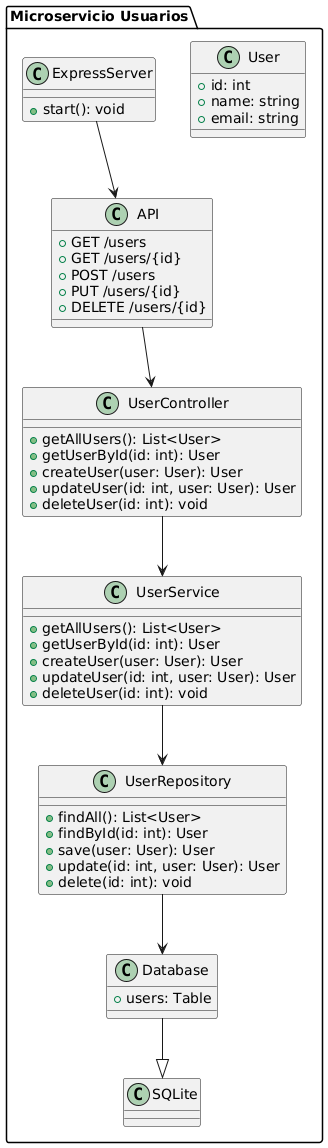 Microservicio Usuarios
C ExpressServer
start(): void
C User
id: int
name: string
email: string
C API
GET /users
GET /users/{id}
POST /users
PUT /users/{id}
DELETE /users/{id}
C UserController
getAllUsers(): List<User>
getUserById(id: int): User
createUser(user: User): User
updateUser(id: int, user: User): User
deleteUser(id: int): void
C UserService
getAllUsers(): List<User>
getUserById(id: int): User
createUser(user: User): User
updateUser(id: int, user: User): User
deleteUser(id: int): void
C UserRepository
findAll(): List<User>
findById(id: int): User
save(user: User): User
update(id: int, user: User): User
delete(id: int): void
C Database
users: Table
C SQLite